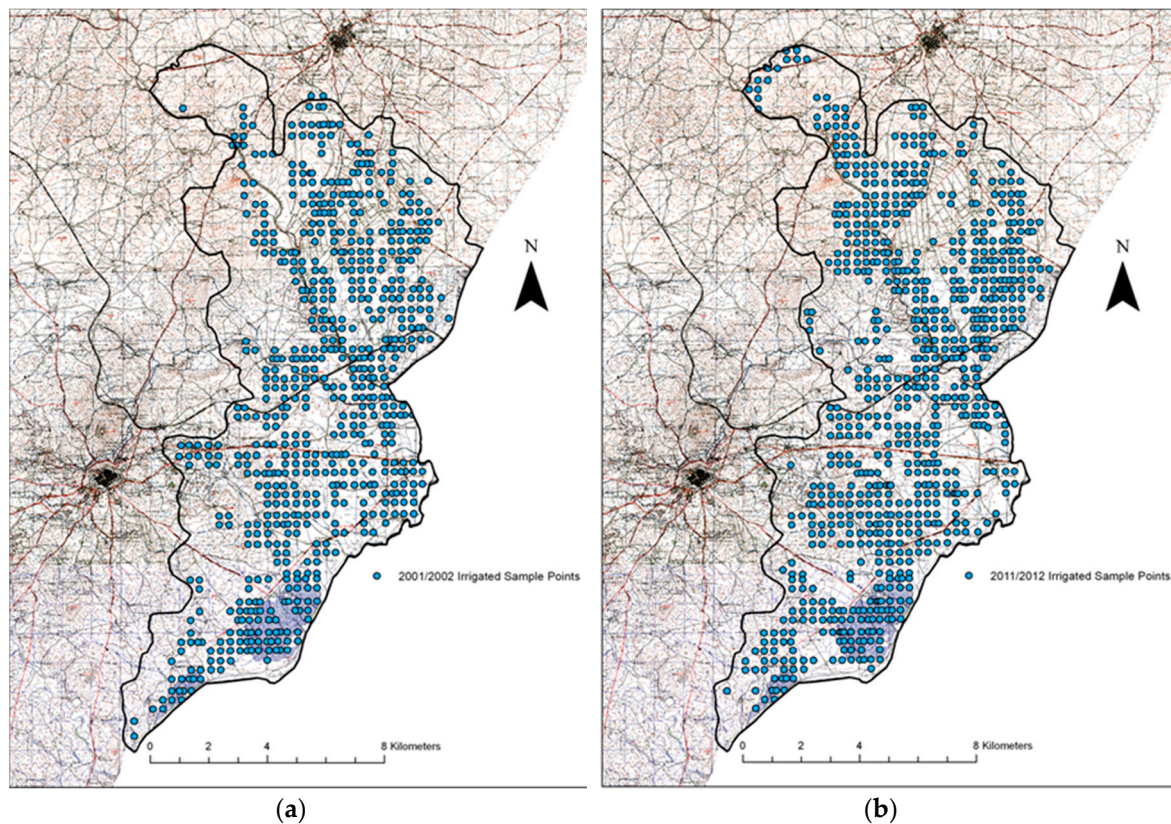 N
N
2001/2002 Irrigated Sample Points
2011/2012 Irrigated Sample Points
0 2 4 8 Kilometers
0 2 4 8 Kilometers
(a)
(b)